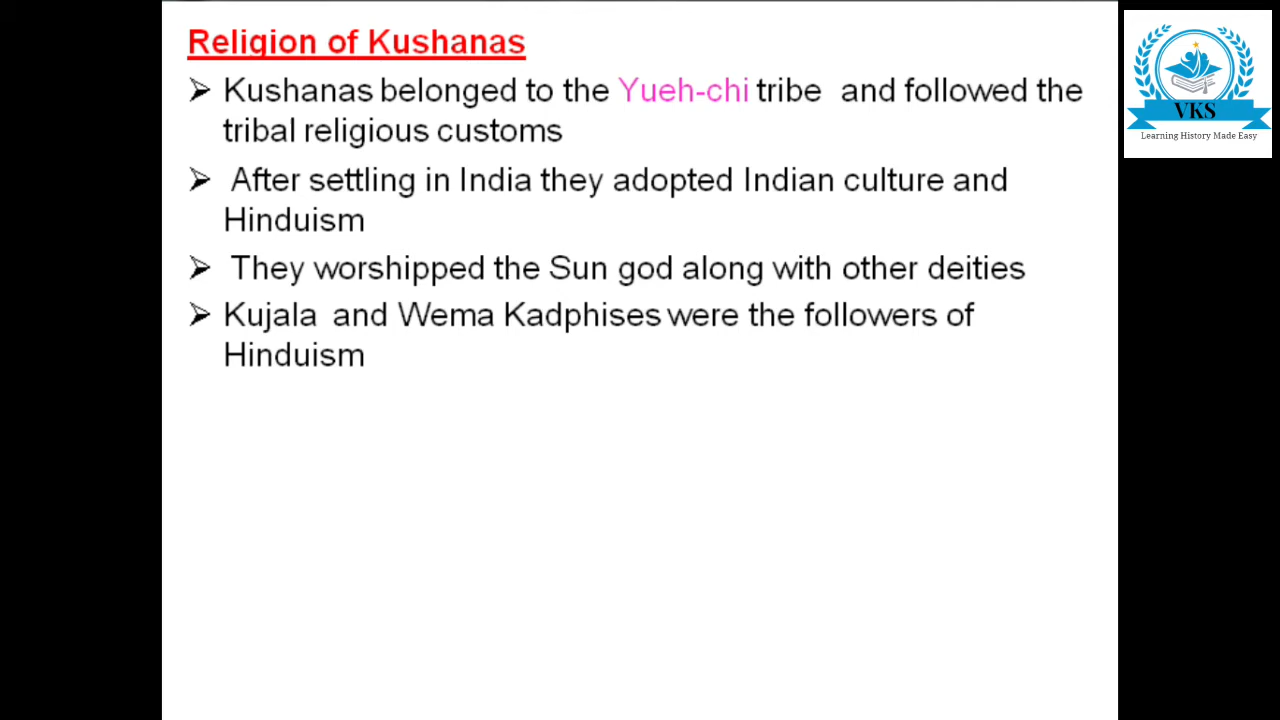 Religion of Kushanas
➢ Kushanas belonged to the Yueh-chi tribe and followed the
tribal religious customs
➢ After settling in India they adopted Indian culture and
Hinduism
➢ They worshipped the Sun god along with other deities
➢ Kujala and Wema Kadphises were the followers of
Hinduism
VKS
Learning History Made Easy